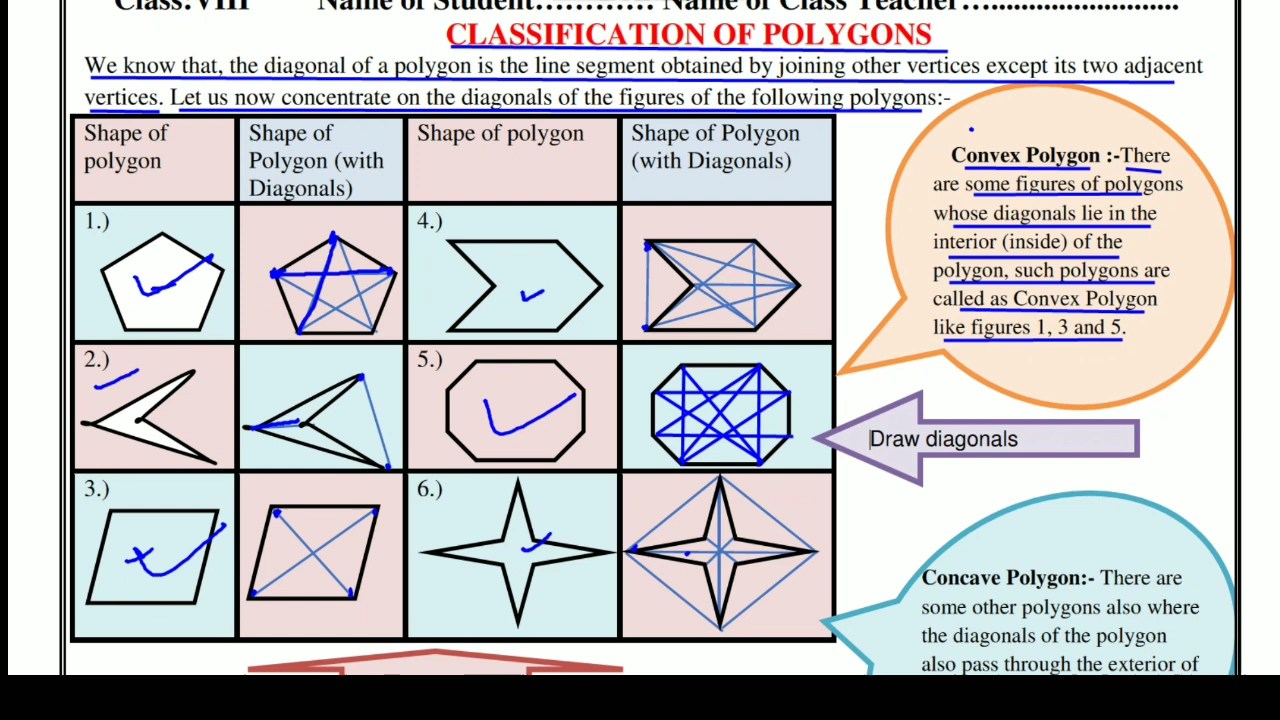 Class:VIII Name of Student………… Name of Class Teacher….........................
CLASSIFICATION OF POLYGONS
We know that, the diagonal of a polygon is the line segment obtained by joining other vertices except its two adjacent
vertices. Let us now concentrate on the diagonals of the figures of the following polygons:-
Shape of
polygon
Shape of
Polygon (with
Diagonals)
Shape of polygon
Shape of Polygon
(with Diagonals)
1.)
4.)
2.)
5.)
3.)
6.)
Convex Polygon :-There
are some figures of polygons
whose diagonals lie in the
interior (inside) of the
polygon, such polygons are
called as Convex Polygon
like figures 1, 3 and 5.
Draw diagonals
Concave Polygon:- There are
some other polygons also where
the diagonals of the polygon
also pass through the exterior of